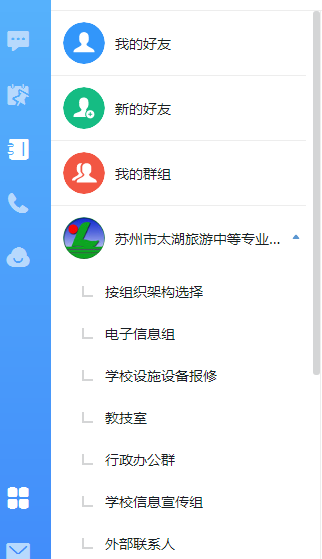 我的好友
新的好友
我的群组
苏州市太湖旅游中等专业...
按组织架构选择
电子信息组
学校设施设备报修
教技室
行政办公群
学校信息宣传组
外部联系人